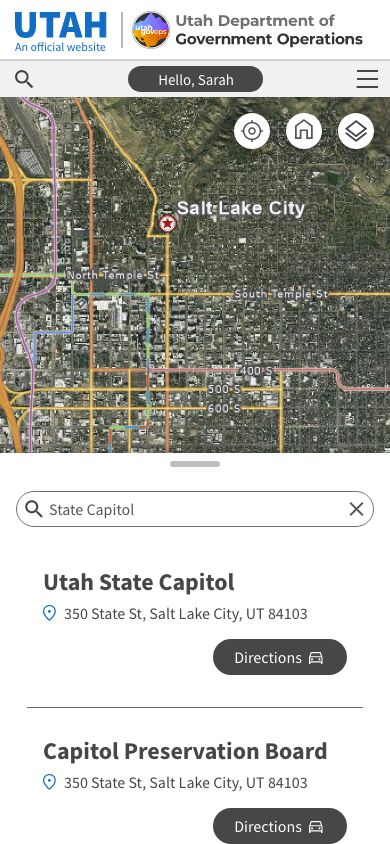 UTAH
An official website
utah
govops
Utah Department of
Government Operations
Hello, Sarah
Salt Lake City
North Temple St
South Temple St
400 S
500 S
600 S
State Capitol
Utah State Capitol
350 State St, Salt Lake City, UT 84103
Directions
Capitol Preservation Board
350 State St, Salt Lake City, UT 84103
Directions